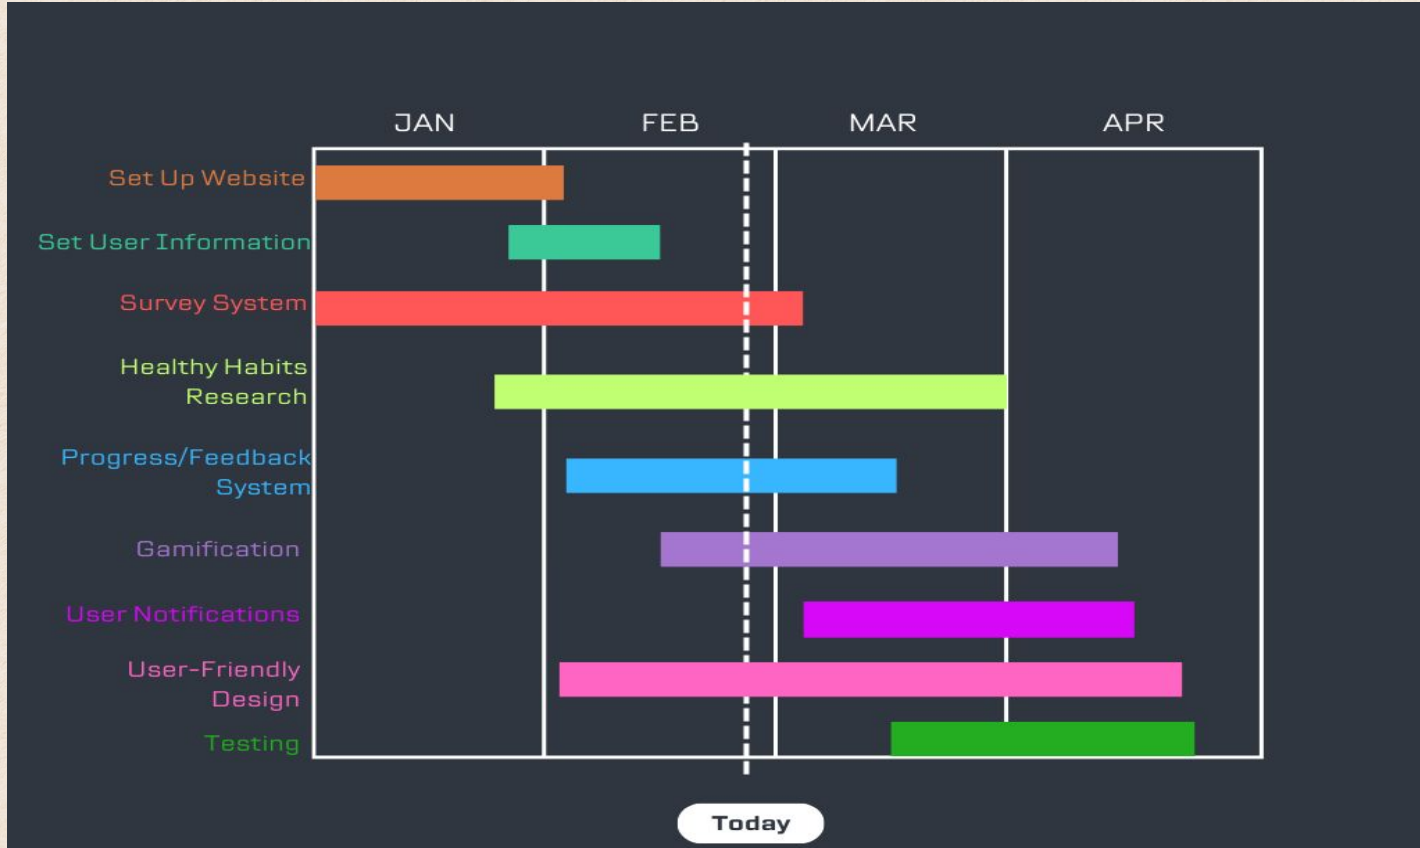 JAN FEB MAR APR
Set Up Website
Set User Information
Survey System
Healthy Habits
Research
Progress/Feedback
System
Gamification
User Notifications
User-Friendly
Design
Testing
Today